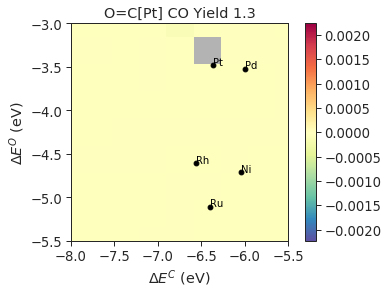 O=C[Pt] CO Yield 1.3
−3.0
−3.5
−4.0
−4.5
−5.0
−5.5
ΔE^O (eV)
Pt
Pd
Rh
Ni
Ru
−8.0 −7.5 −7.0 −6.5 −6.0 −5.5
ΔE^C (eV)
0.0020
0.0015
0.0010
0.0005
0.0000
−0.0005
−0.0010
−0.0015
−0.0020